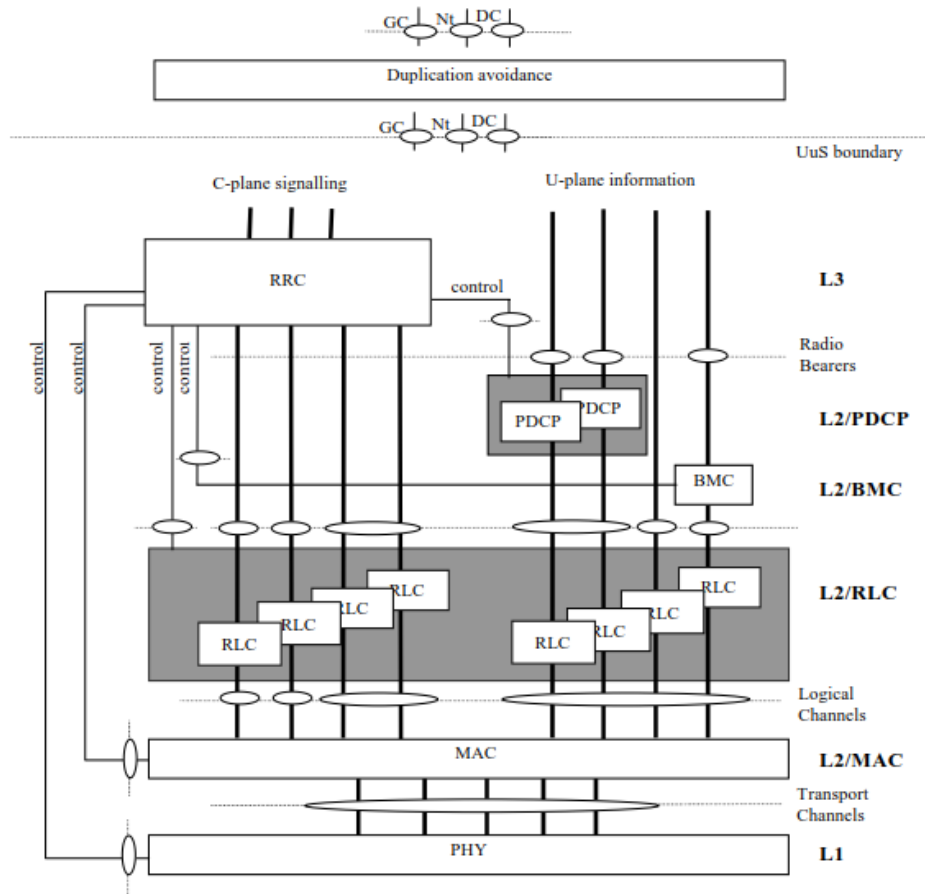 GC Nt DC
Duplication avoidance
GC Nt DC
UuS boundary
C-plane signalling
U-plane information
RRC
control
L3
control
control
control
control
Radio
Bearers
PDCP
PDCP
L2/PDCP
BMC
L2/BMC
RLC
RLC
RLC
RLC
RLC
RLC
RLC
RLC
L2/RLC
Logical
Channels
MAC
L2/MAC
Transport
Channels
PHY
L1